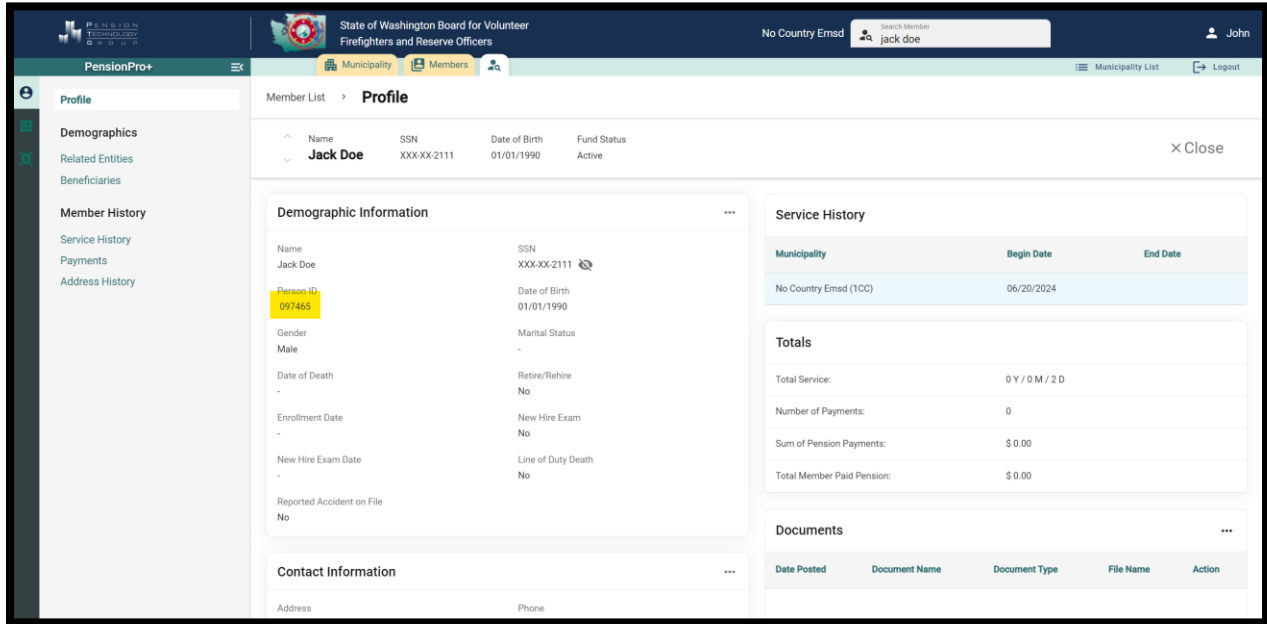 PENSION
TECHNOLOGY
GROUP
State of Washington Board for Volunteer
Firefighters and Reserve Officers
No Country Emsd
Search Member
jack doe
John
PensionPro+
Municipality
Members
Municipality List
Logout
Profile
Demographics
Related Entities
Beneficiaries
Member History
Service History
Payments
Address History
Member List > Profile
Name SSN Date of Birth Fund Status
Jack Doe XXX-XX-2111 01/01/1990 Active
× Close
Demographic Information
Name SSN
Jack Doe XXX-XX-2111
Person ID Date of Birth
097465 01/01/1990
Gender Marital Status
Male -
Date of Death Retire/Rehire
- No
Enrollment Date New Hire Exam
- No
New Hire Exam Date Line of Duty Death
- No
Reported Accident on File
No
Contact Information
Address Phone
Service History
Municipality Begin Date End Date
No Country Emsd (1CC) 06/20/2024
Totals
Total Service: 0 Y / 0 M / 2 D
Number of Payments: 0
Sum of Pension Payments: $ 0.00
Total Member Paid Pension: $ 0.00
Documents
Date Posted Document Name Document Type File Name Action